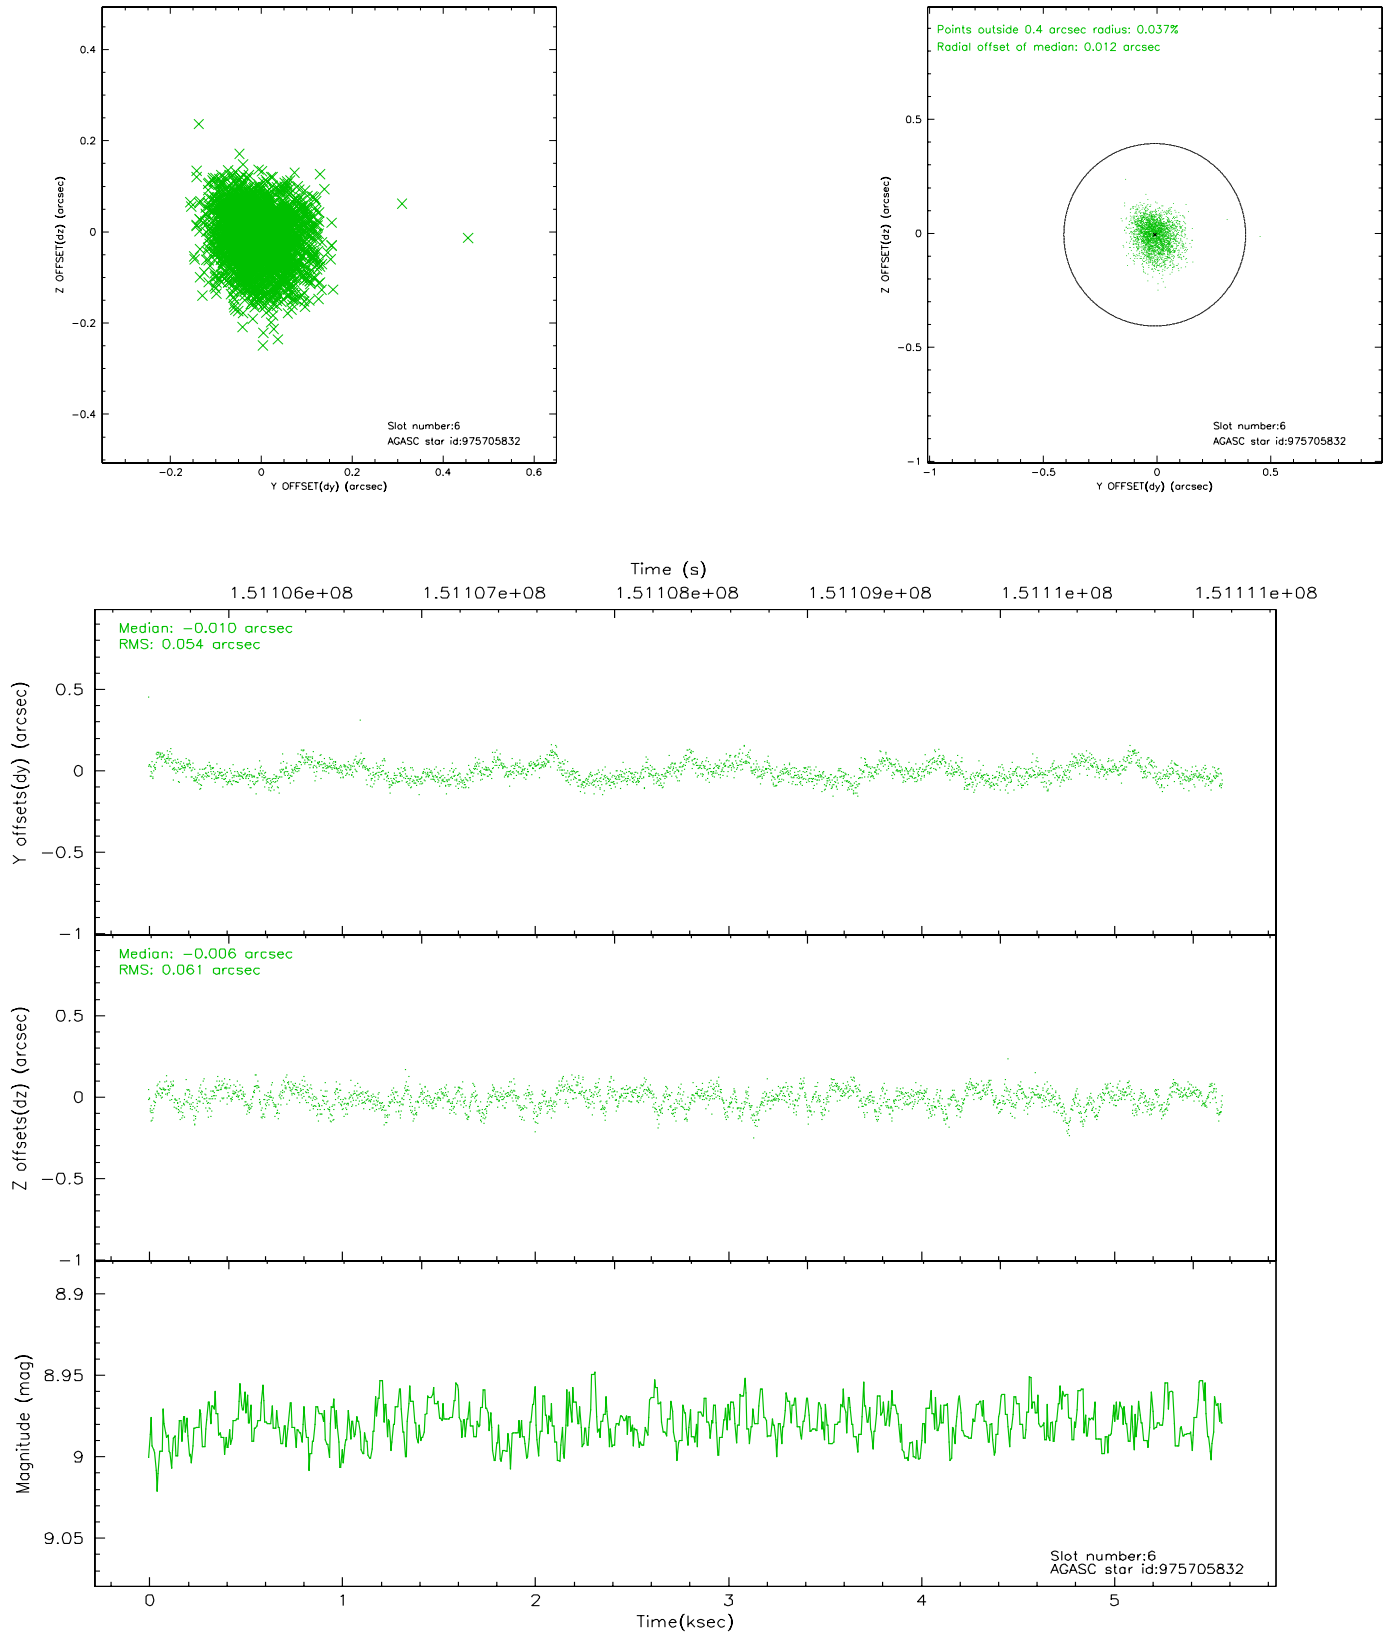 0.4
0.2
0
-0.2
-0.4
Z OFFSET(dz) (arcsec)
Slot number:6
AGASC star id:975705832
-0.2
0
0.2
0.4
0.6
Y OFFSET(dy) (arcsec)
Points outside 0.4 arcsec radius: 0.037%
Radial offset of median: 0.012 arcsec
0.5
0
-0.5
-1
Z OFFSET(dz) (arcsec)
Slot number:6
AGASC star id:975705832
-1
-0.5
0
0.5
Y OFFSET(dy) (arcsec)
Time (s)
1.51106e+08
1.51107e+08
1.51108e+08
1.51109e+08
1.5111e+08
1.51111e+08
Median: -0.010 arcsec
RMS: 0.054 arcsec
0.5
0
-0.5
-1
Y offsets(dy) (arcsec)
Median: -0.006 arcsec
RMS: 0.061 arcsec
0.5
0
-0.5
-1
Z offsets(dz) (arcsec)
8.9
8.95
9
9.05
Magnitude (mag)
Slot number:6
AGASC star id:975705832
0
1
2
3
4
5
Time(ksec)